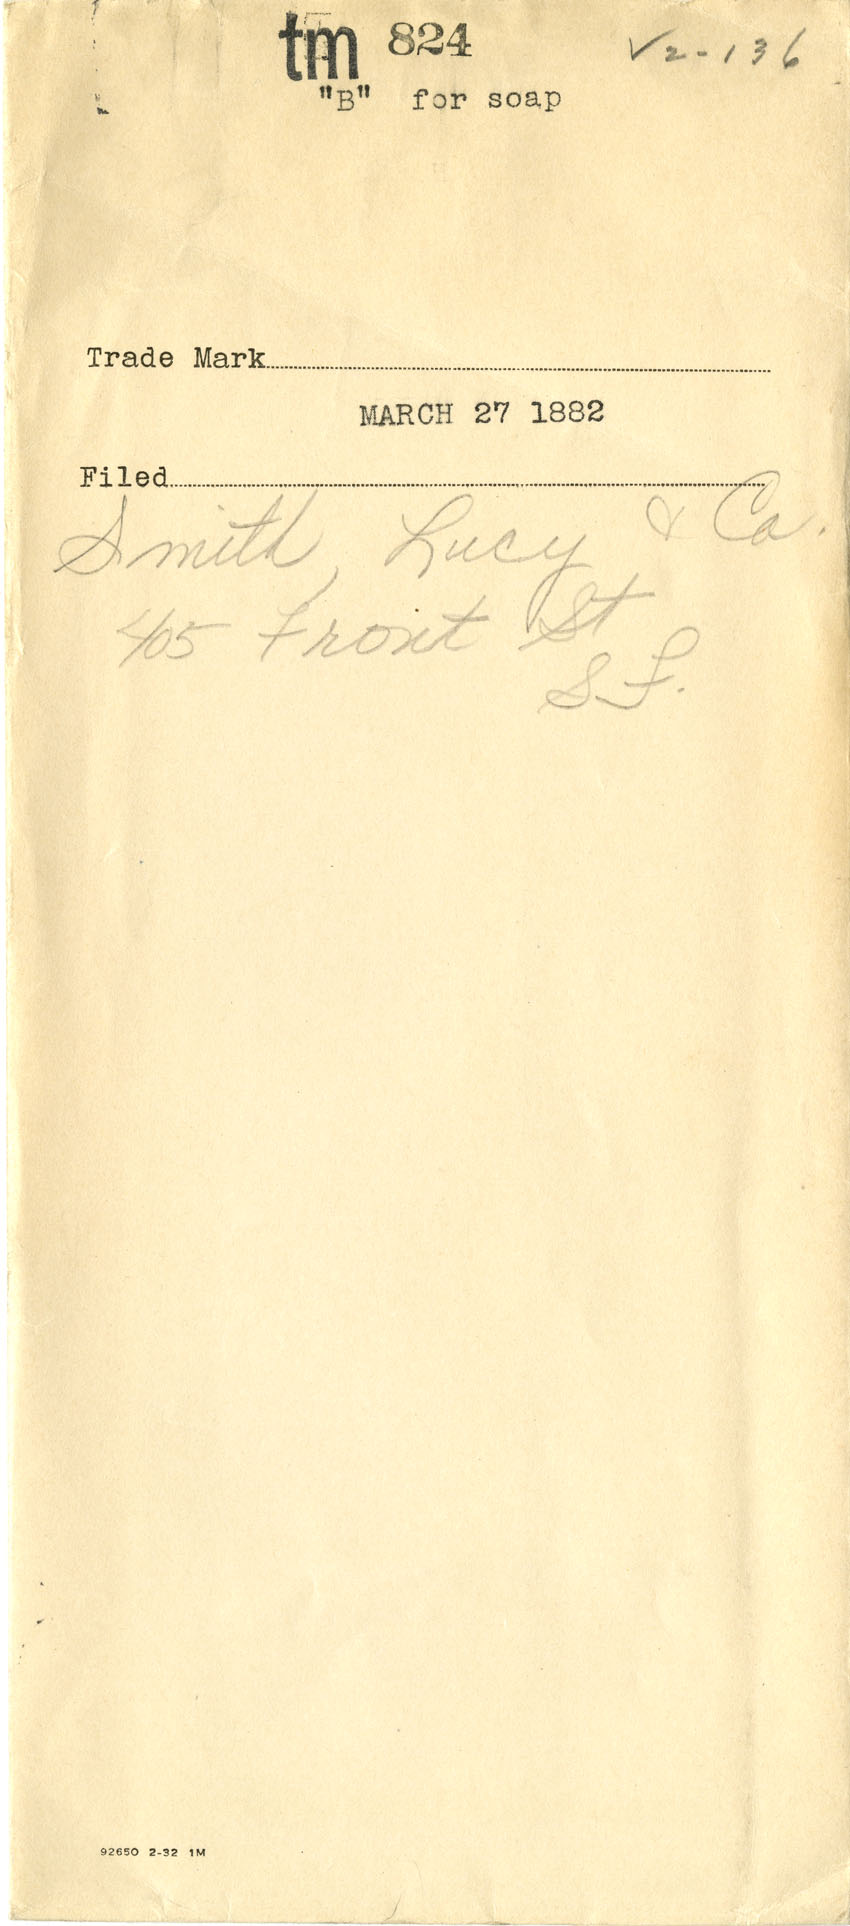 tm 824
√2-136
"B" for soap
Trade Mark
MARCH 27 1882
Filed
Smith, Lucy & Co.
405 Front St
S.F.
92650 2-32 1M